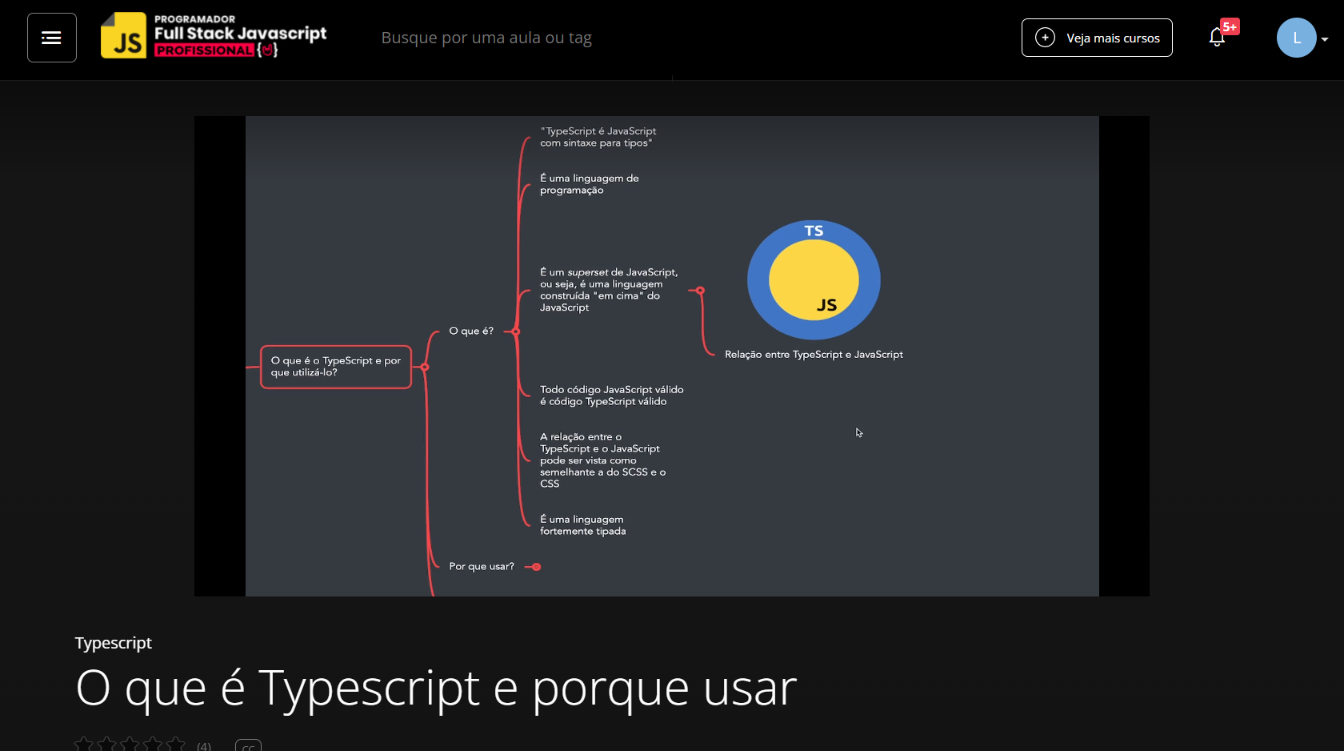 PROGRAMADOR
JS Full Stack Javascript
PROFISSIONAL
Busque por uma aula ou tag
Veja mais cursos
5+
L
"TypeScript é JavaScript
com sintaxe para tipos"
É uma linguagem de
programação
É um superset de JavaScript,
ou seja, é uma linguagem
construída "em cima" do
JavaScript
TS
JS
Relação entre TypeScript e JavaScript
O que é?
O que é o TypeScript e por
que utilizá-lo?
Todo código JavaScript válido
é código TypeScript válido
A relação entre o
TypeScript e o JavaScript
pode ser vista como
semelhante a do SCSS e o
CSS
É uma linguagem
fortemente tipada
Por que usar?
Typescript
O que é Typescript e porque usar
(4)
CC